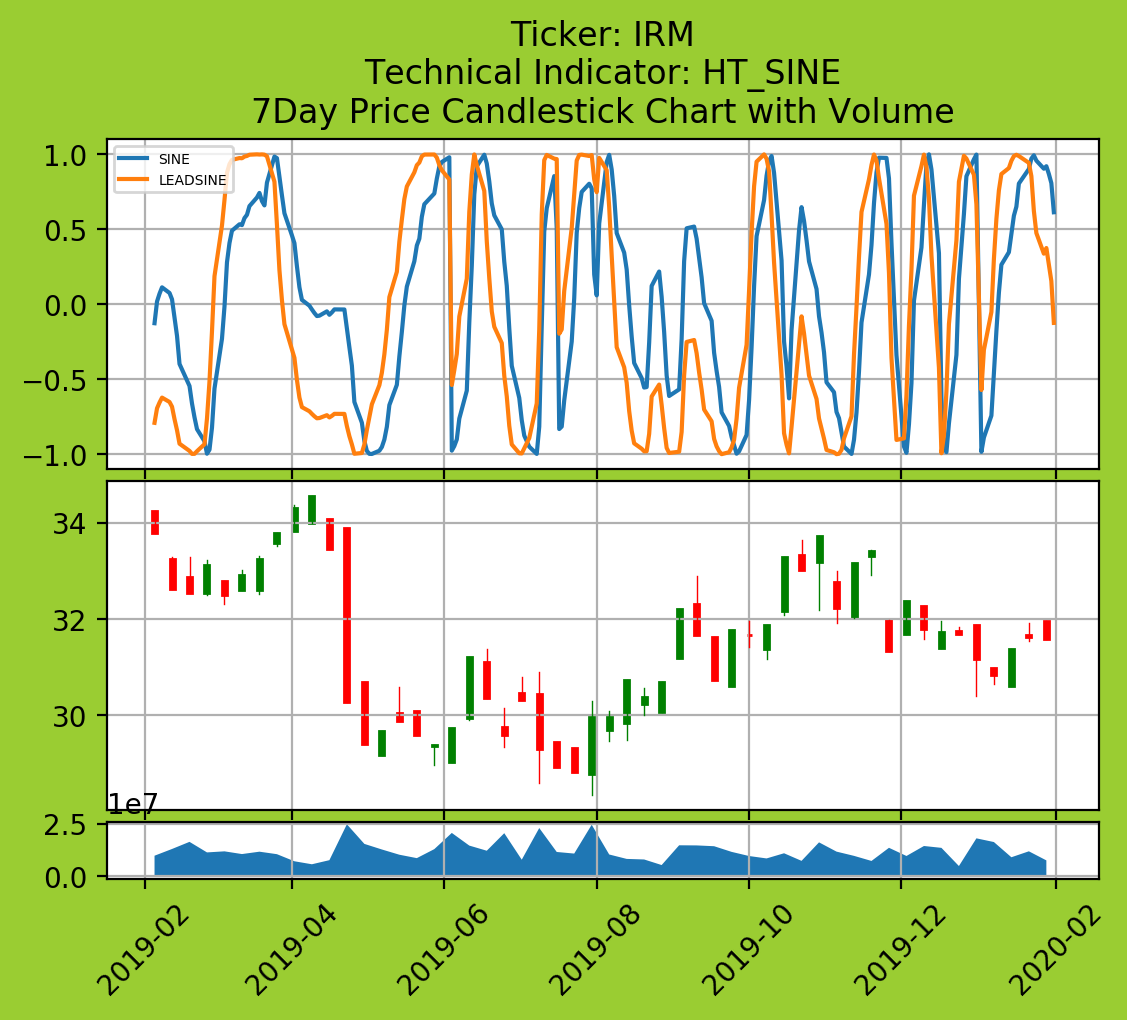 Ticker: IRM
Technical Indicator: HT_SINE
7Day Price Candlestick Chart with Volume
1.0
0.5
0.0
−0.5
−1.0
SINE
LEADSINE
34
32
30
1e7
2.5
0.0
2019-02
2019-04
2019-06
2019-08
2019-10
2019-12
2020-02